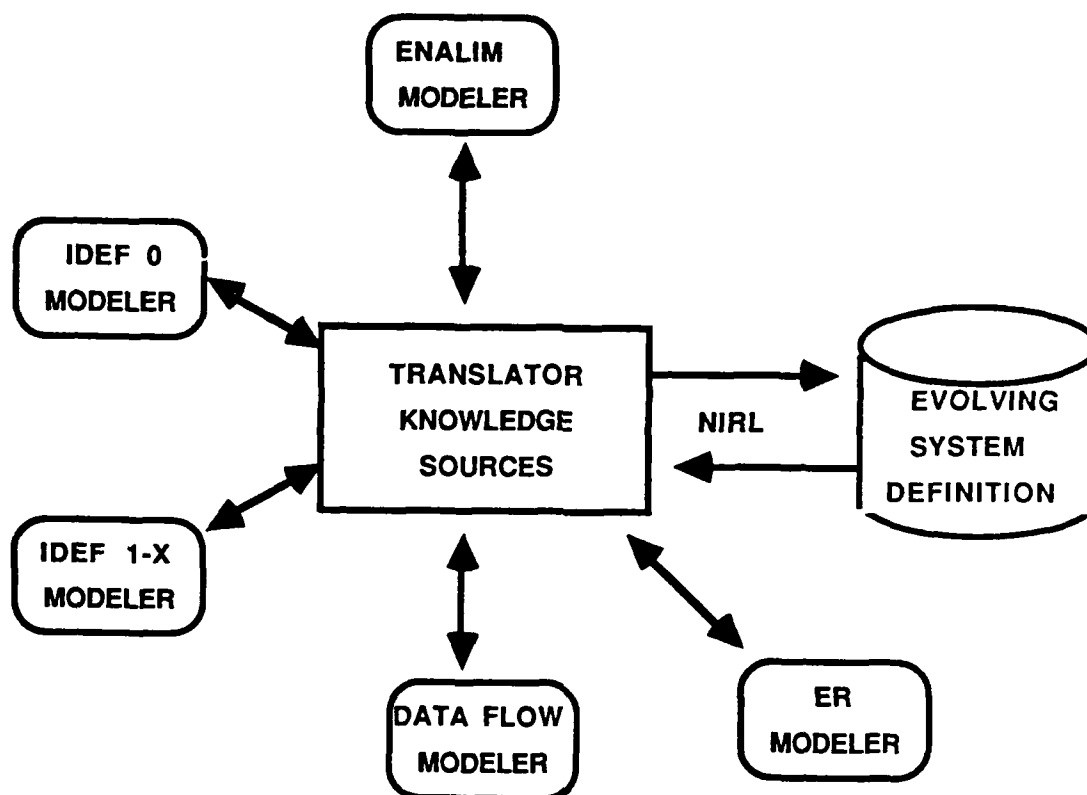 ENALIM
MODELER
IDEF 0
MODELER
TRANSLATOR
KNOWLEDGE
SOURCES
NIRL
EVOLVING
SYSTEM
DEFINITION
IDEF 1-X
MODELER
DATA FLOW
MODELER
ER
MODELER